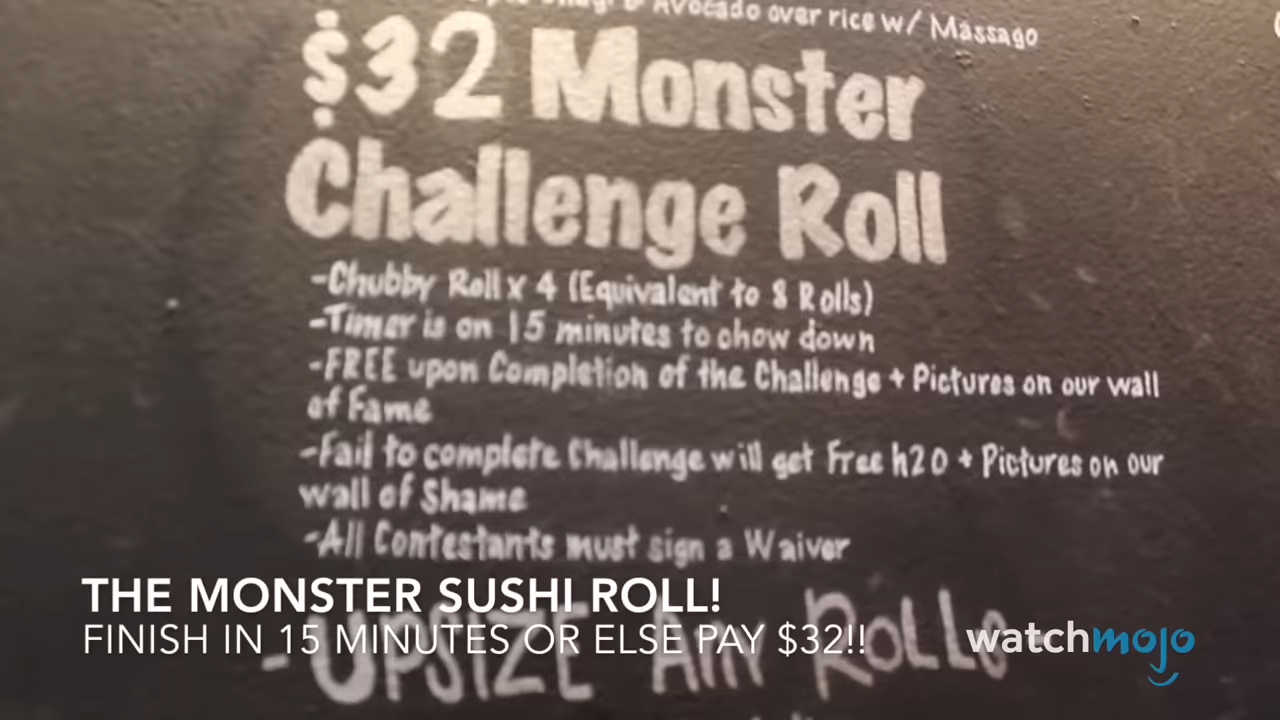 Avocado over rice w/ Massago
$32 Monster
Challenge Roll
-Chubby Roll x 4 (Equivalent to 8 Rolls)
-Timer is on 15 minutes to chow down
-FREE upon Completion of the Challenge + Pictures on our wall
of Fame
-Fail to complete Challenge will get Free h20 + Pictures on our
wall of Shame
-All Contestants must sign a Waiver
THE MONSTER SUSHI ROLL!
FINISH IN 15 MINUTES OR ELSE PAY $32!!
watchmojo
-UPSIZE Any ROLLs